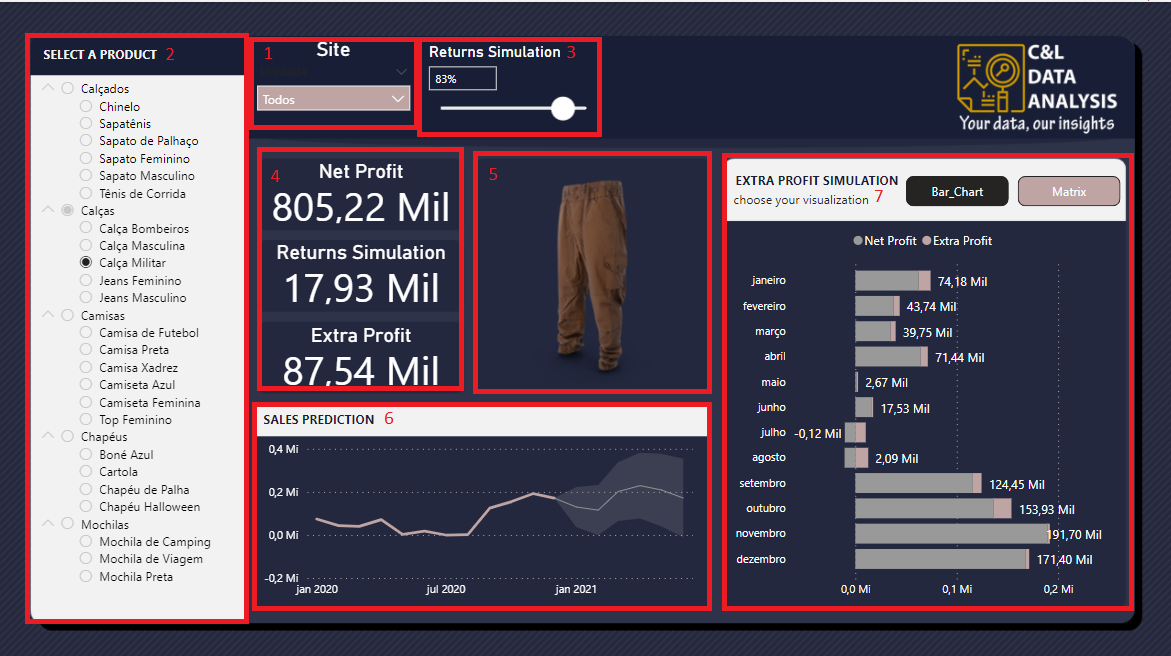 SELECT A PRODUCT 2
Calçados
Chinelo
Sapatênis
Sapato de Palhaço
Sapato Feminino
Sapato Masculino
Tênis de Corrida
Calças
Calça Bombeiros
Calça Masculina
Calça Militar
Jeans Feminino
Jeans Masculino
Camisas
Camisa de Futebol
Camisa Preta
Camisa Xadrez
Camiseta Azul
Camiseta Feminina
Top Feminino
Chapéus
Boné Azul
Cartola
Chapéu de Palha
Chapéu Halloween
Mochilas
Mochila de Camping
Mochila de Viagem
Mochila Preta
1 Site
Todos
Returns Simulation 3
83%
C&L
DATA
ANALYSIS
Your data, our insights
4 Net Profit
805,22 Mil
Returns Simulation
17,93 Mil
Extra Profit
87,54 Mil
5
SALES PREDICTION 6
0,4 Mi
0,2 Mi
0,0 Mi
-0,2 Mi
jan 2020 jul 2020 jan 2021
EXTRA PROFIT SIMULATION
choose your visualization 7
Bar_Chart Matrix
Net Profit Extra Profit
janeiro 74,18 Mil
fevereiro 43,74 Mil
março 39,75 Mil
abril 71,44 Mil
maio 2,67 Mil
junho 17,53 Mil
julho -0,12 Mil
agosto 2,09 Mil
setembro 124,45 Mil
outubro 153,93 Mil
novembro 191,70 Mil
dezembro 171,40 Mil
0,0 Mi 0,1 Mi 0,2 Mi